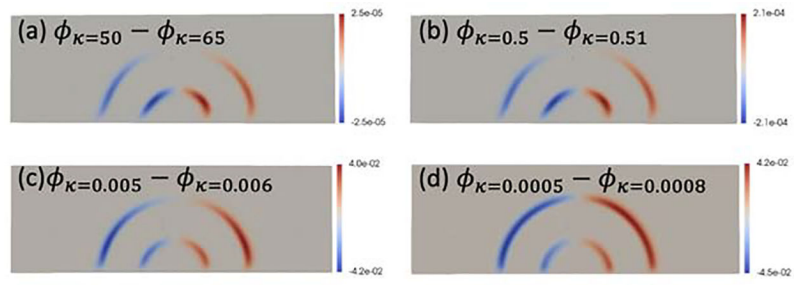 (a) ϕκ=50 − ϕκ=65
2.5e-05
-2.5e-05
(b) ϕκ=0.5 − ϕκ=0.51
2.1e-04
-2.1e-04
(c) ϕκ=0.005 − ϕκ=0.006
4.0e-02
-4.2e-02
(d) ϕκ=0.0005 − ϕκ=0.0008
4.2e-02
-4.5e-02